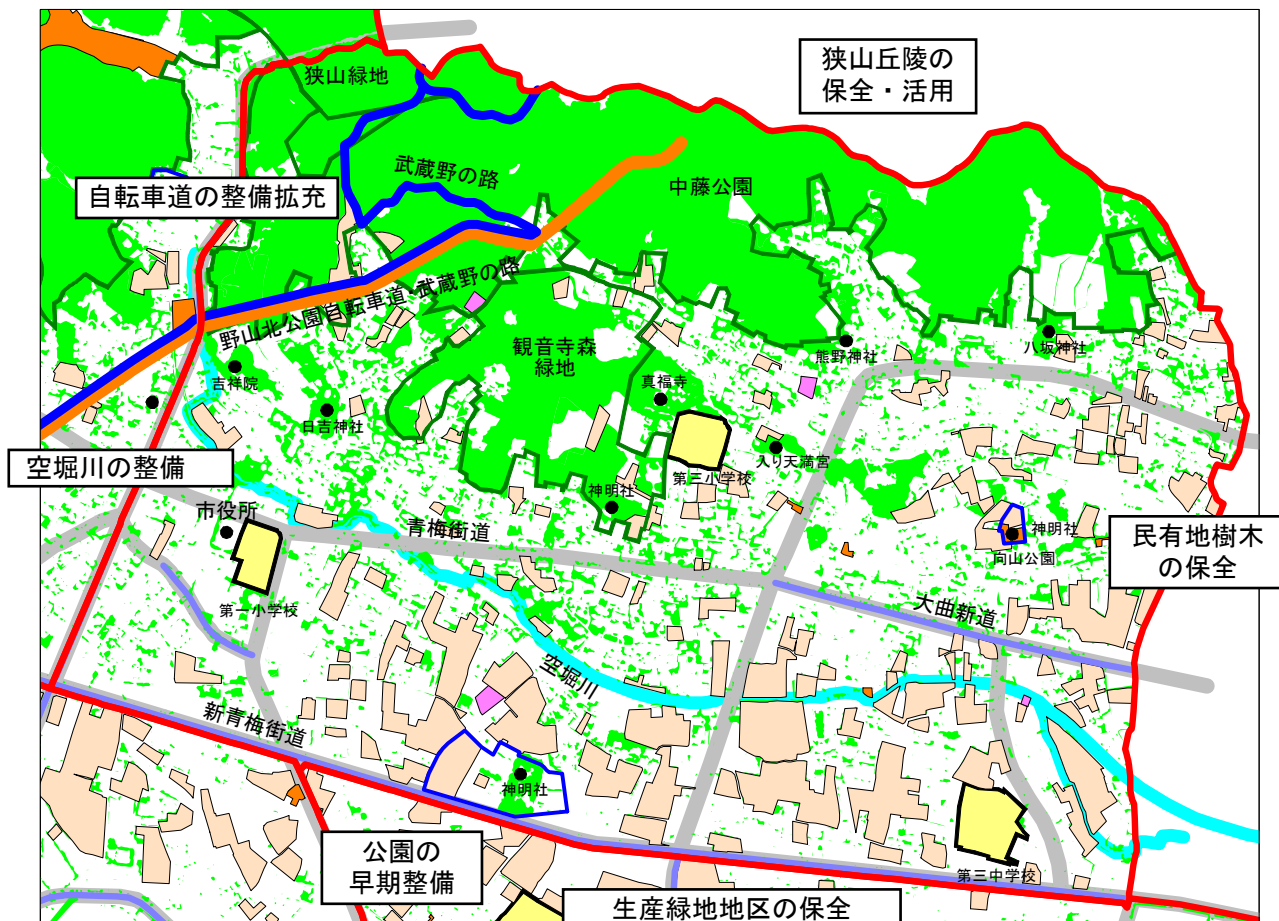 狭山丘陵の
保全・活用
狭山緑地
武蔵野の路
中藤公園
自転車道の整備拡充
野山北公園自転車道・武蔵野の路
観音寺森
緑地
熊野神社
八坂神社
吉祥院
真福寺
日吉神社
空堀川の整備
第三小学校
入り天満宮
神明社
市役所
青梅街道
神明社
向山公園
民有地樹木
の保全
第一小学校
大曲新道
空堀川
新青梅街道
神明社
公園の
早期整備
第三中学校
生産緑地地区の保全